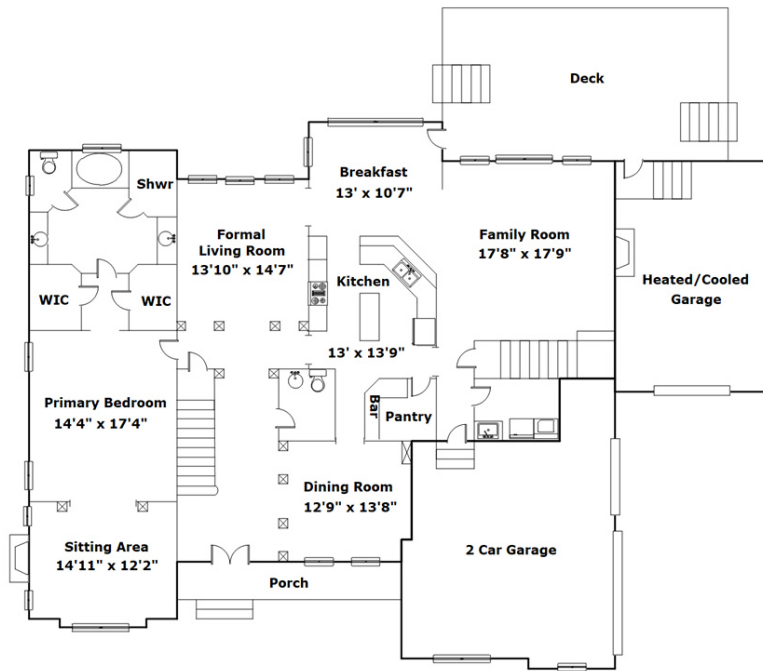 Deck
Breakfast
13' x 10'7"
Shwr
Formal
Living Room
13'10" x 14'7"
Family Room
17'8" x 17'9"
Heated/Cooled
Garage
Kitchen
13' x 13'9"
WIC
WIC
Primary Bedroom
14'4" x 17'4"
Bar
Pantry
Dining Room
12'9" x 13'8"
Sitting Area
14'11" x 12'2"
2 Car Garage
Porch